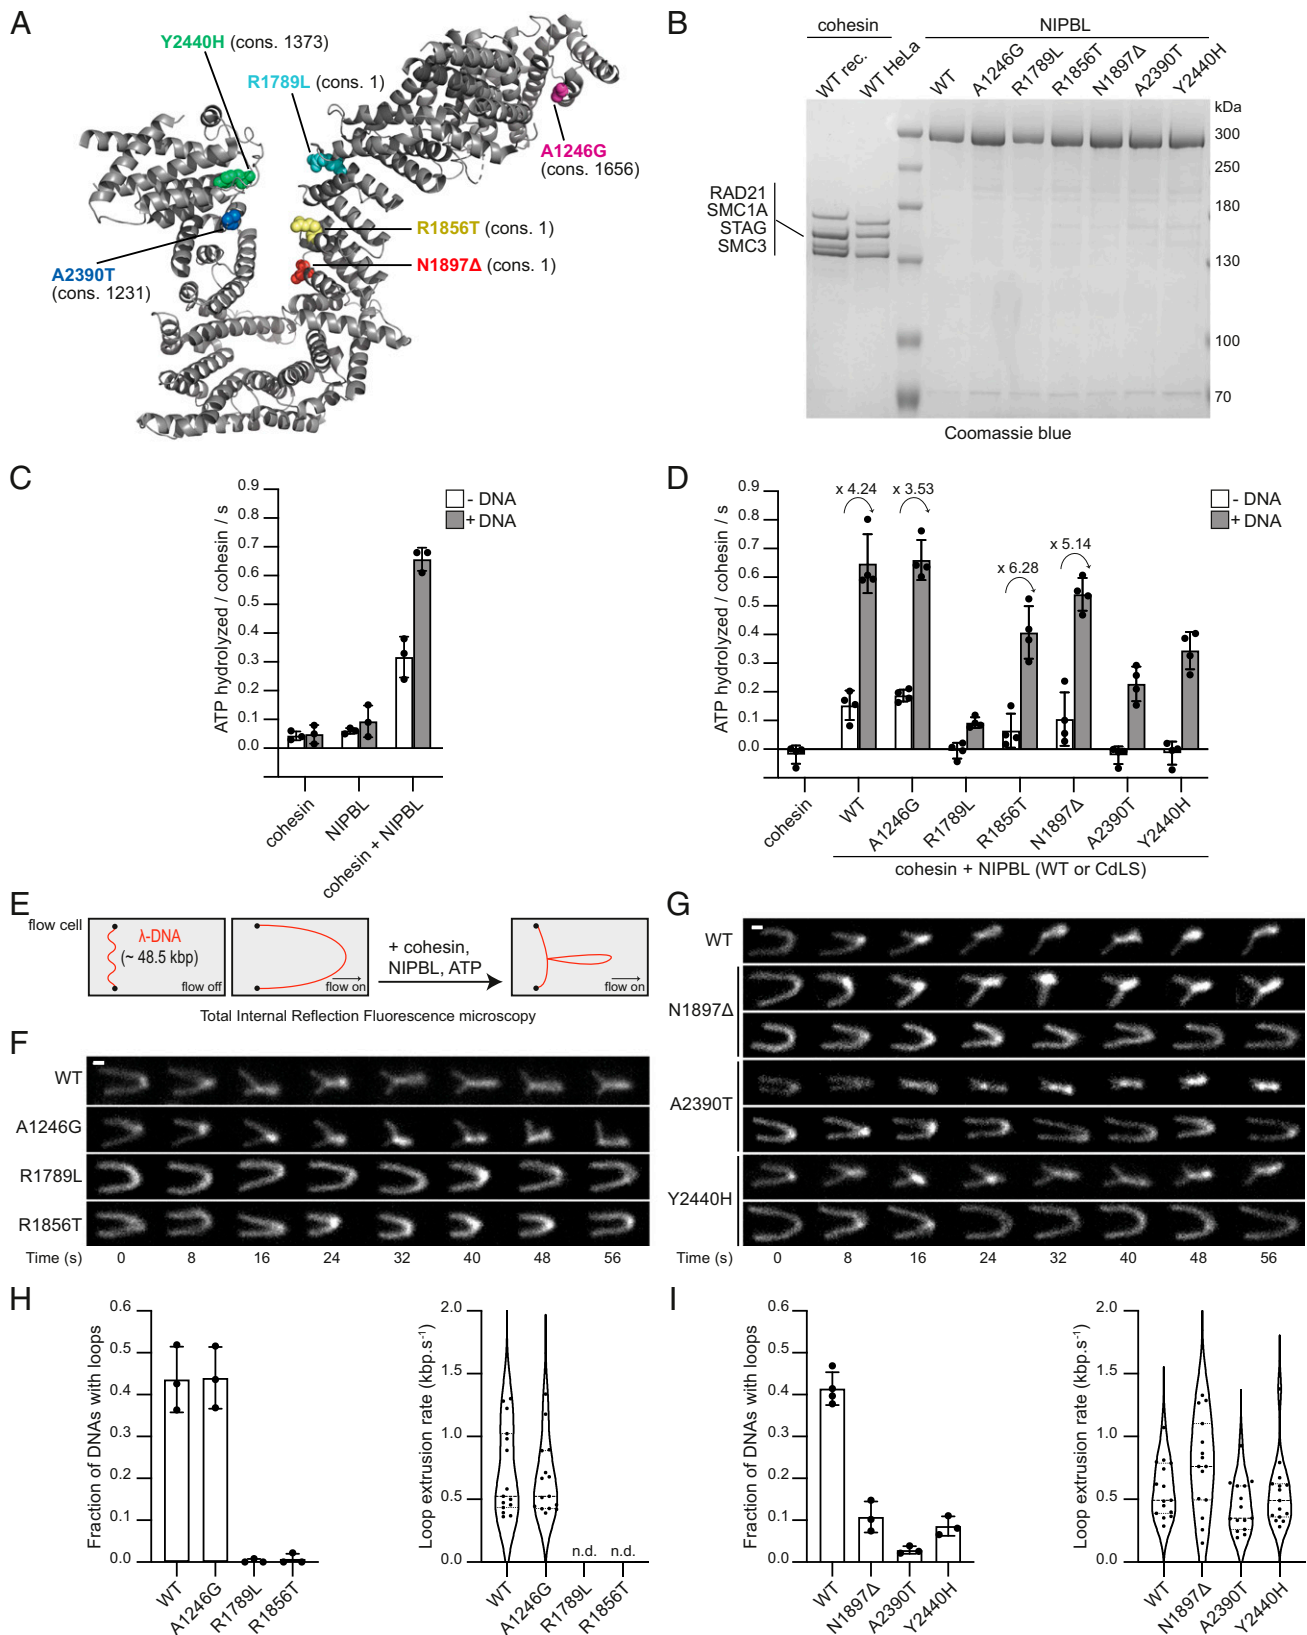 A
Y2440H (cons. 1373)
R1789L (cons. 1)
A1246G
(cons. 1656)
R1856T (cons. 1)
N1897Δ (cons. 1)
A2390T
(cons. 1231)
B
cohesin
NIPBL
WT rec.
WT HeLa
WT
A1246G
R1789L
R1856T
N1897Δ
A2390T
Y2440H
kDa
300
250
180
130
100
70
RAD21
SMC1A
STAG
SMC3
Coomassie blue
C
ATP hydrolyzed / cohesin / s
0.9
0.8
0.7
0.6
0.5
0.4
0.3
0.2
0.1
0.0
- DNA
+ DNA
cohesin
NIPBL
cohesin + NIPBL
D
ATP hydrolyzed / cohesin / s
0.9
0.8
0.7
0.6
0.5
0.4
0.3
0.2
0.1
0.0
x 4.24
x 3.53
x 6.28
x 5.14
- DNA
+ DNA
cohesin
WT
A1246G
R1789L
R1856T
N1897Δ
A2390T
Y2440H
cohesin + NIPBL (WT or CdLS)
E
flow cell
λ-DNA
(~ 48.5 kbp)
flow off
flow on
+ cohesin,
NIPBL, ATP
flow on
Total Internal Reflection Fluorescence microscopy
F
WT
A1246G
R1789L
R1856T
Time (s) 0 8 16 24 32 40 48 56
G
WT
N1897Δ
A2390T
Y2440H
Time (s) 0 8 16 24 32 40 48 56
H
Fraction of DNAs with loops
0.6
0.5
0.4
0.3
0.2
0.1
0.0
WT
A1246G
R1789L
R1856T
Loop extrusion rate (kbp.s⁻¹)
2.0
1.5
1.0
0.5
0.0
n.d.
n.d.
WT
A1246G
R1789L
R1856T
I
Fraction of DNAs with loops
0.6
0.5
0.4
0.3
0.2
0.1
0.0
WT
N1897Δ
A2390T
Y2440H
Loop extrusion rate (kbp.s⁻¹)
2.0
1.5
1.0
0.5
0.0
WT
N1897Δ
A2390T
Y2440H